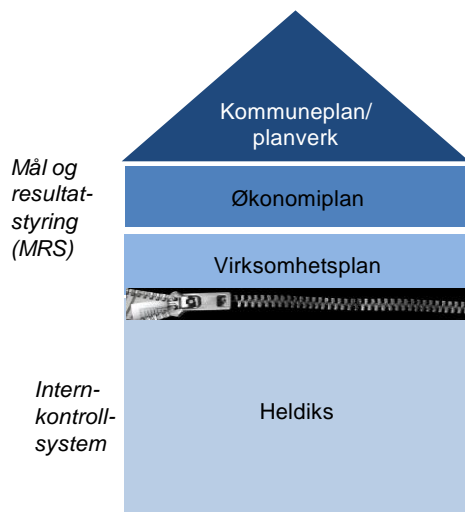 Kommuneplan/
planverk
Mål og
resultat-
styring
(MRS)
Økonomiplan
Virksomhetsplan
Intern-
kontroll-
system
Heldiks